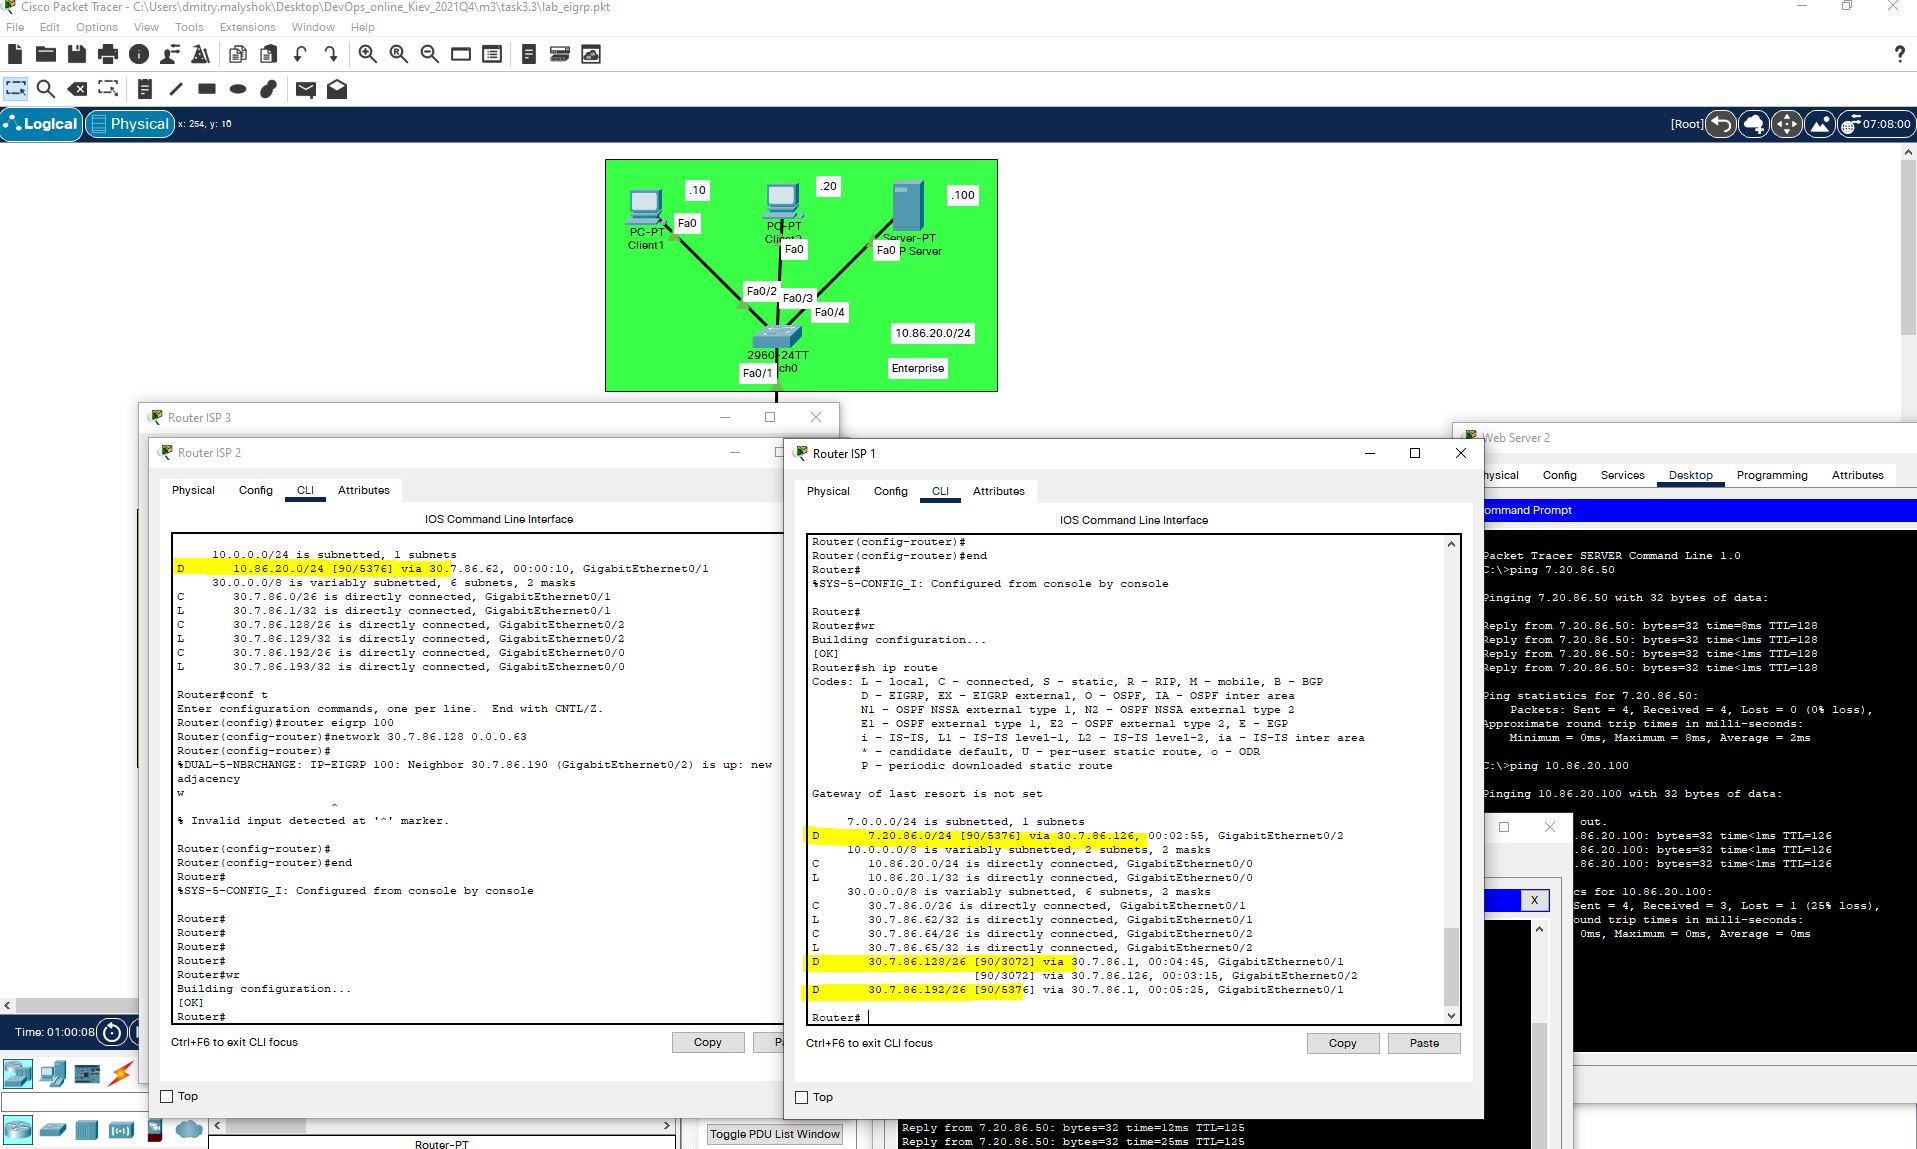 Cisco Packet Tracer - C:\Users\dmitry.malyshok\Desktop\DevOps_online_Kiev_2021Q4\m3\task3.3\lab_eigrp.pkt
File Edit Options View Tools Extensions Window Help
Logical Physical x: 254, y: 10 [Root] 07:08:00
.10
.20
.100
Fa0
PC-PT
Client1
PC-PT
Fa0
Server-PT
Fa0 P Server
Fa0/2
Fa0/3
Fa0/4
10.86.20.0/24
2960-24TT
Fa0/1 ch0
Enterprise
Router ISP 3
Router ISP 2
Physical Config CLI Attributes
IOS Command Line Interface
10.0.0.0/24 is subnetted, 1 subnets
D 10.86.20.0/24 [90/5376] via 30.7.86.62, 00:00:10, GigabitEthernet0/1
30.0.0.0/8 is variably subnetted, 6 subnets, 2 masks
C 30.7.86.0/26 is directly connected, GigabitEthernet0/1
L 30.7.86.1/32 is directly connected, GigabitEthernet0/1
C 30.7.86.128/26 is directly connected, GigabitEthernet0/2
L 30.7.86.129/32 is directly connected, GigabitEthernet0/2
C 30.7.86.192/26 is directly connected, GigabitEthernet0/0
L 30.7.86.193/32 is directly connected, GigabitEthernet0/0
Router#conf t
Enter configuration commands, one per line. End with CNTL/Z.
Router(config)#router eigrp 100
Router(config-router)#network 30.7.86.128 0.0.0.63
Router(config-router)#
%DUAL-5-NBRCHANGE: IP-EIGRP 100: Neighbor 30.7.86.190 (GigabitEthernet0/2) is up: new
adjacency
w
^
% Invalid input detected at '^' marker.
Router(config-router)#
Router(config-router)#end
Router#
%SYS-5-CONFIG_I: Configured from console by console
Router#
Router#
Router#
Router#
Router#wr
Building configuration...
[OK]
Router#
Ctrl+F6 to exit CLI focus
Copy
Top
Router ISP 1
Physical Config CLI Attributes
IOS Command Line Interface
Router(config-router)#
Router(config-router)#end
Router#
%SYS-5-CONFIG_I: Configured from console by console
Router#
Router#wr
Building configuration...
[OK]
Router#sh ip route
Codes: L - local, C - connected, S - static, R - RIP, M - mobile, B - BGP
D - EIGRP, EX - EIGRP external, O - OSPF, IA - OSPF inter area
N1 - OSPF NSSA external type 1, N2 - OSPF NSSA external type 2
E1 - OSPF external type 1, E2 - OSPF external type 2, E - EGP
i - IS-IS, L1 - IS-IS level-1, L2 - IS-IS level-2, ia - IS-IS inter area
* - candidate default, U - per-user static route, o - ODR
P - periodic downloaded static route
Gateway of last resort is not set
7.0.0.0/24 is subnetted, 1 subnets
D 7.20.86.0/24 [90/5376] via 30.7.86.126, 00:02:55, GigabitEthernet0/2
10.0.0.0/8 is variably subnetted, 2 subnets, 2 masks
C 10.86.20.0/24 is directly connected, GigabitEthernet0/0
L 10.86.20.1/32 is directly connected, GigabitEthernet0/0
30.0.0.0/8 is variably subnetted, 6 subnets, 2 masks
C 30.7.86.0/26 is directly connected, GigabitEthernet0/1
L 30.7.86.62/32 is directly connected, GigabitEthernet0/1
C 30.7.86.64/26 is directly connected, GigabitEthernet0/2
L 30.7.86.65/32 is directly connected, GigabitEthernet0/2
D 30.7.86.128/26 [90/3072] via 30.7.86.1, 00:04:45, GigabitEthernet0/1
[90/3072] via 30.7.86.126, 00:03:15, GigabitEthernet0/2
D 30.7.86.192/26 [90/5376] via 30.7.86.1, 00:05:25, GigabitEthernet0/1
Router#
Ctrl+F6 to exit CLI focus
Copy Paste
Top
Web Server 2
hysical Config Services Desktop Programming Attributes
ommand Prompt
Packet Tracer SERVER Command Line 1.0
C:\>ping 7.20.86.50
Pinging 7.20.86.50 with 32 bytes of data:
Reply from 7.20.86.50: bytes=32 time=8ms TTL=128
Reply from 7.20.86.50: bytes=32 time<1ms TTL=128
Reply from 7.20.86.50: bytes=32 time<1ms TTL=128
Reply from 7.20.86.50: bytes=32 time<1ms TTL=128
Ping statistics for 7.20.86.50:
Packets: Sent = 4, Received = 4, Lost = 0 (0% loss),
Approximate round trip times in milli-seconds:
Minimum = 0ms, Maximum = 8ms, Average = 2ms
C:\>ping 10.86.20.100
Pinging 10.86.20.100 with 32 bytes of data:
out.
.86.20.100: bytes=32 time<1ms TTL=126
.86.20.100: bytes=32 time<1ms TTL=126
.86.20.100: bytes=32 time<1ms TTL=126
cs for 10.86.20.100:
Sent = 4, Received = 3, Lost = 1 (25% loss),
ound trip times in milli-seconds:
0ms, Maximum = 0ms, Average = 0ms
X
Time: 01:00:08
Router-PT
Toggle PDU List Window
Reply from 7.20.86.50: bytes=32 time=12ms TTL=125
Reply from 7.20.86.50: bytes=32 time=25ms TTL=125